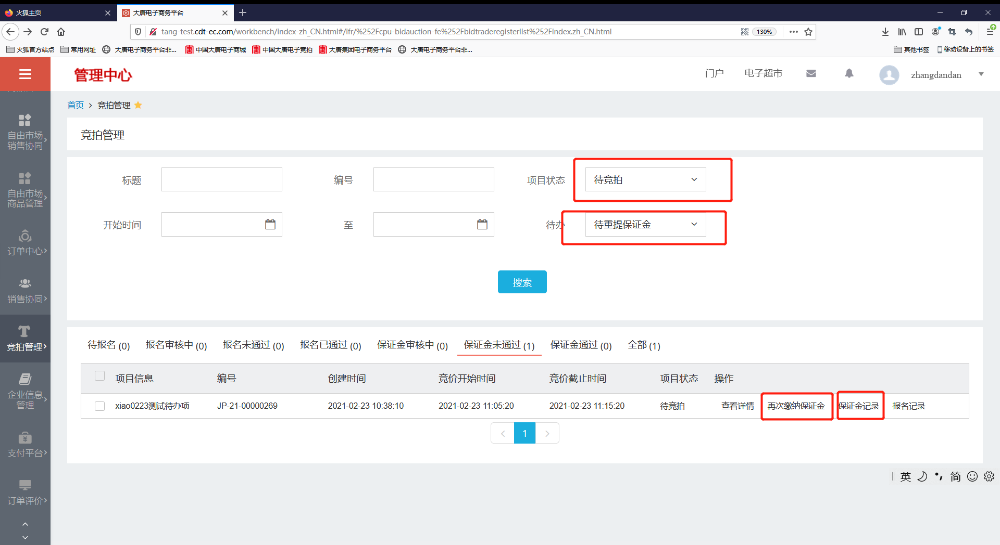 火狐主页
大唐电子商务平台
tang-test.cdt-ec.com/workbench/index-zh_CN.html#/ifr/%252Fcpu-bidauction-fe%252Fbidtraderegisterlist%252Findex.zh_CN.html
130%
火狐官方站点 常用网址 大唐电子商务平台非... 中国大唐电子商城 中国大唐电子竞拍 大唐集团电子商务平台 大唐电子商务平台非... 其他书签 移动设备上的书签
管理中心 门户 电子超市 zhangdandan
首页 > 竞拍管理
竞拍管理
自由市场
销售协同
自由市场
商品管理
订单中心
销售协同
竞拍管理
企业信息
管理
支付平台
订单评价
标题 编号 项目状态 待竞拍
开始时间 至 待办 待重提保证金
搜索
待报名 (0) 报名审核中 (0) 报名未通过 (0) 报名已通过 (0) 保证金审核中 (0) 保证金未通过 (1) 保证金通过 (0) 全部 (1)
项目信息 编号 创建时间 竞价开始时间 竞价截止时间 项目状态 操作
xiao0223测试待办项 JP-21-00000269 2021-02-23 10:38:10 2021-02-23 11:05:20 2021-02-23 11:15:20 待竞拍 查看详情 再次缴纳保证金 保证金记录 报名记录
< 1 >
英 简